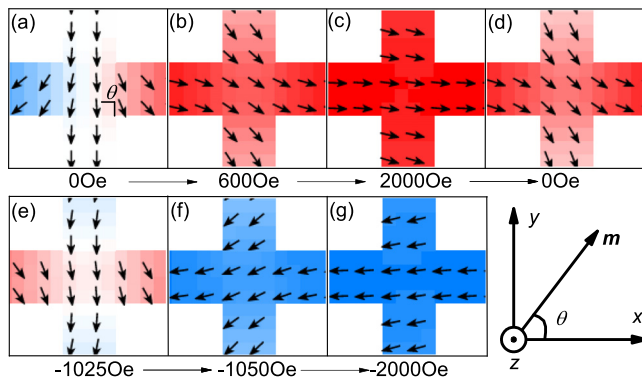 (a) (b) (c) (d)
θ
0Oe 600Oe 2000Oe 0Oe
(e) (f) (g)
y
m
θ
x
z
-1025Oe -1050Oe -2000Oe